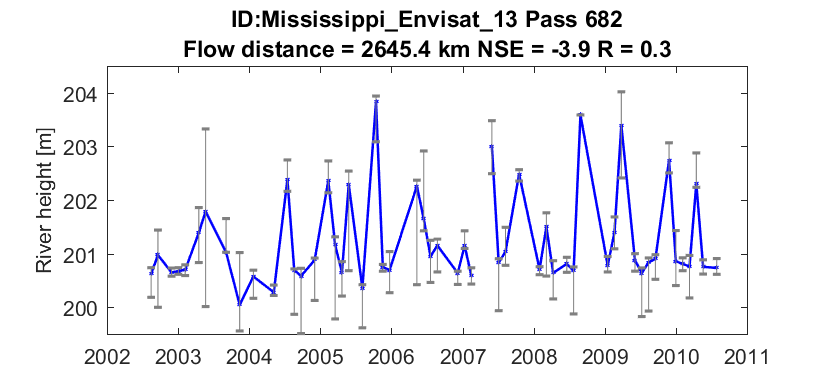 ID:Mississippi_Envisat_13 Pass 682
Flow distance = 2645.4 km NSE = -3.9 R = 0.3
River height [m]
204
203
202
201
200
2002 2003 2004 2005 2006 2007 2008 2009 2010 2011